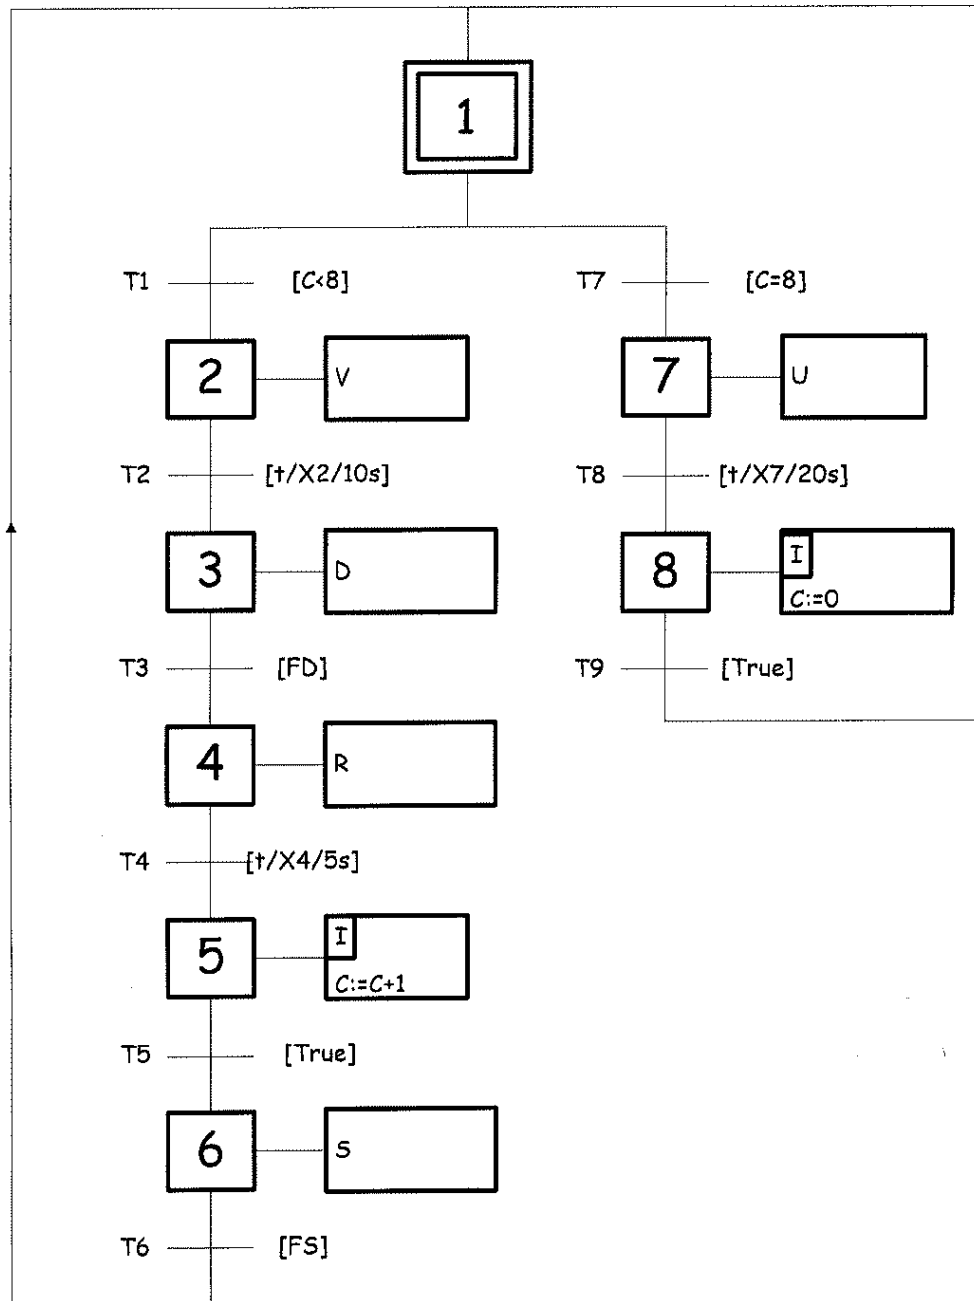 1
T1 [C<8] T7 [C=8]
2 V 7 U
T2 [t/X2/10s] T8 [t/X7/20s]
3 D 8 I
C:=0
T3 [FD] T9 [True]
4 R
T4 [t/X4/5s]
5 I
C:=C+1
T5 [True]
6 S
T6 [FS]